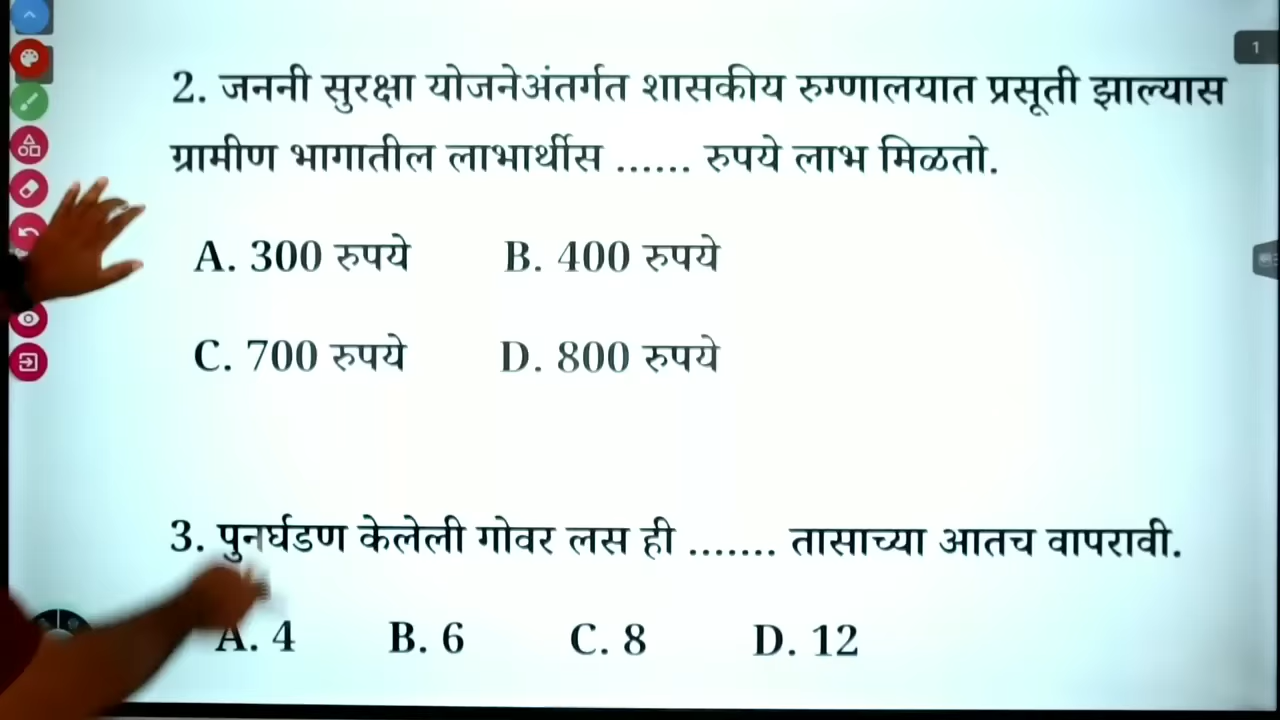 1
2. जननी सुरक्षा योजनेअंतर्गत शासकीय रुग्णालयात प्रसूती झाल्यास
ग्रामीण भागातील लाभार्थीस ...... रुपये लाभ मिळतो.
A. 300 रुपये B. 400 रुपये
C. 700 रुपये D. 800 रुपये
3. पुनर्घडण केलेली गोवर लस ही ....... तासाच्या आतच वापरावी.
A. 4 B. 6 C. 8 D. 12